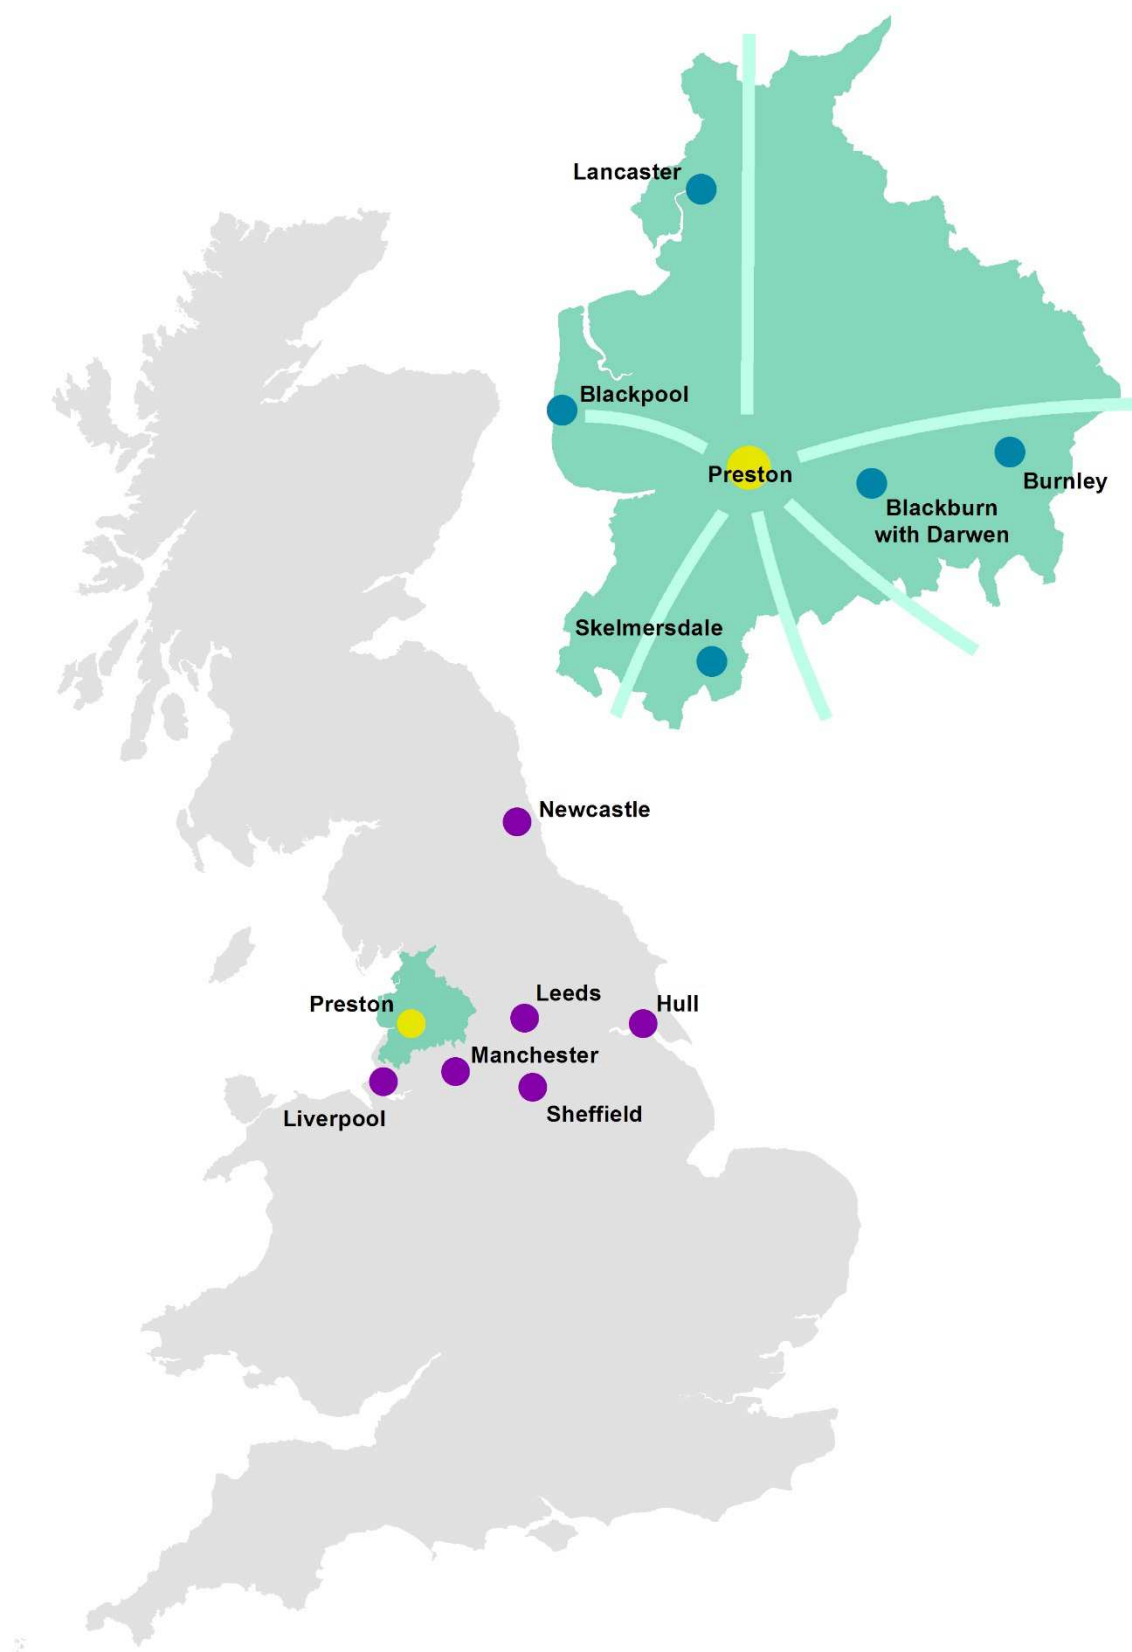 Lancaster
Blackpool
Preston
Burnley
Blackburn
with Darwen
Skelmersdale
Newcastle
Leeds
Hull
Preston
Manchester
Liverpool
Sheffield